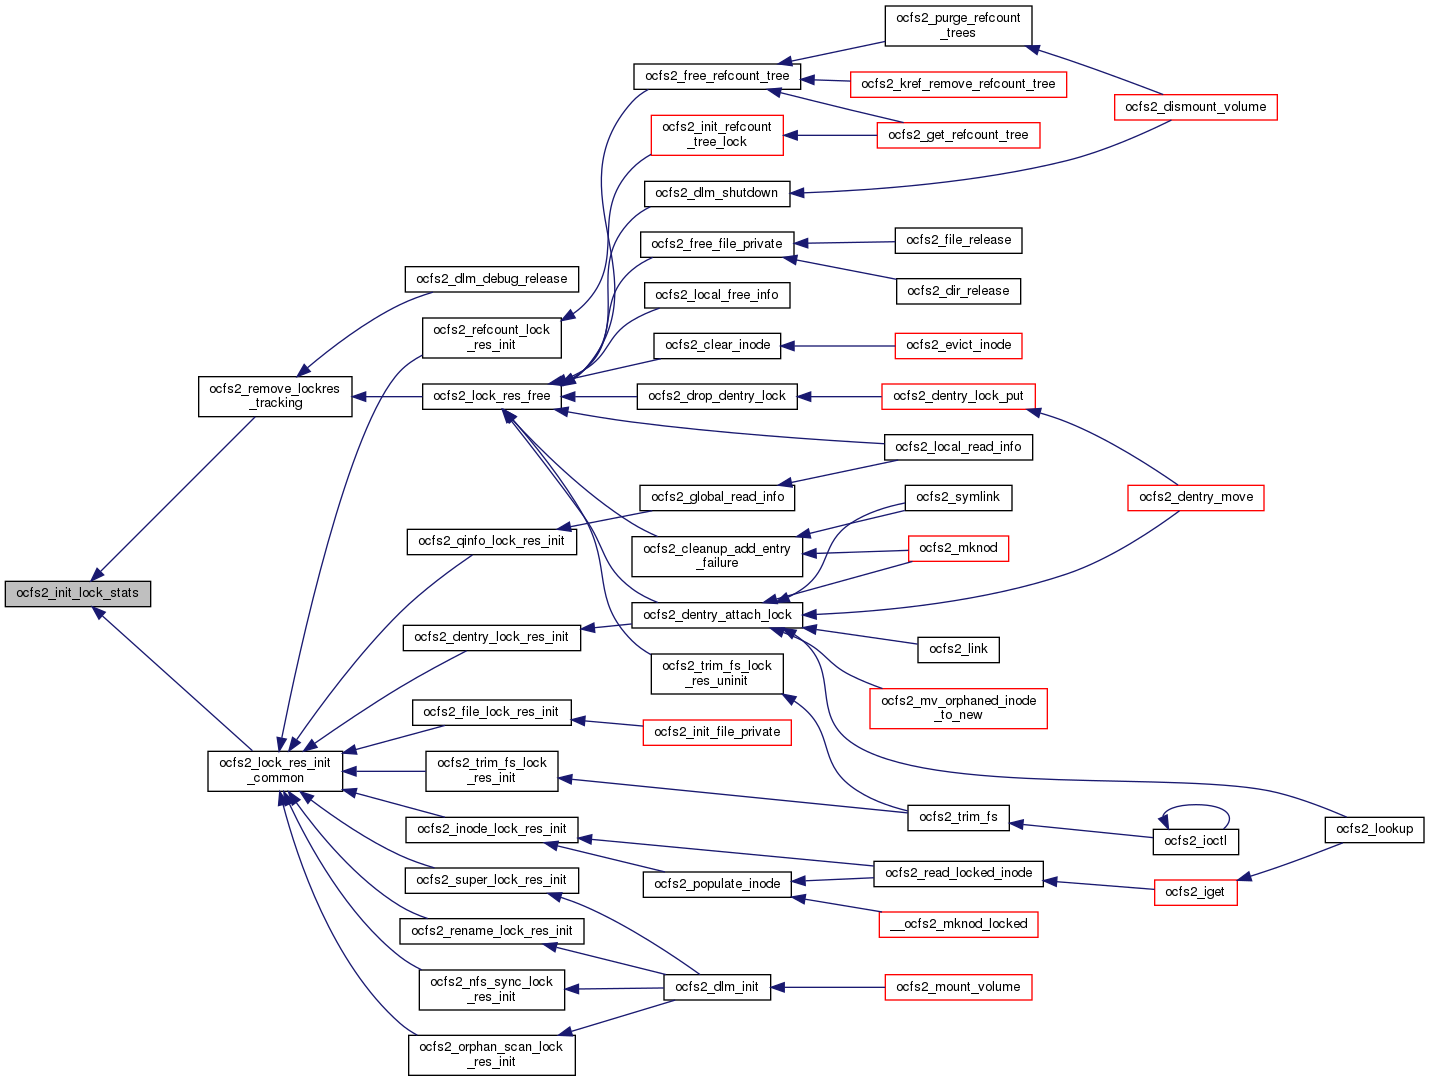 ocfs2_purge_refcount
_trees
ocfs2_free_refcount_tree
ocfs2_kref_remove_refcount_tree
ocfs2_dismount_volume
ocfs2_init_refcount
_tree_lock
ocfs2_get_refcount_tree
ocfs2_dlm_shutdown
ocfs2_free_file_private
ocfs2_file_release
ocfs2_dlm_debug_release
ocfs2_local_free_info
ocfs2_dir_release
ocfs2_refcount_lock
_res_init
ocfs2_clear_inode
ocfs2_evict_inode
ocfs2_remove_lockres
_tracking
ocfs2_lock_res_free
ocfs2_drop_dentry_lock
ocfs2_dentry_lock_put
ocfs2_local_read_info
ocfs2_global_read_info
ocfs2_symlink
ocfs2_dentry_move
ocfs2_qinfo_lock_res_init
ocfs2_cleanup_add_entry
_failure
ocfs2_mknod
ocfs2_init_lock_stats
ocfs2_dentry_attach_lock
ocfs2_dentry_lock_res_init
ocfs2_link
ocfs2_trim_fs_lock
_res_uninit
ocfs2_mv_orphaned_inode
_to_new
ocfs2_file_lock_res_init
ocfs2_init_file_private
ocfs2_lock_res_init
_common
ocfs2_trim_fs_lock
_res_init
ocfs2_trim_fs
ocfs2_inode_lock_res_init
ocfs2_ioctl
ocfs2_lookup
ocfs2_super_lock_res_init
ocfs2_populate_inode
ocfs2_read_locked_inode
ocfs2_iget
ocfs2_rename_lock_res_init
__ocfs2_mknod_locked
ocfs2_nfs_sync_lock
_res_init
ocfs2_dlm_init
ocfs2_mount_volume
ocfs2_orphan_scan_lock
_res_init